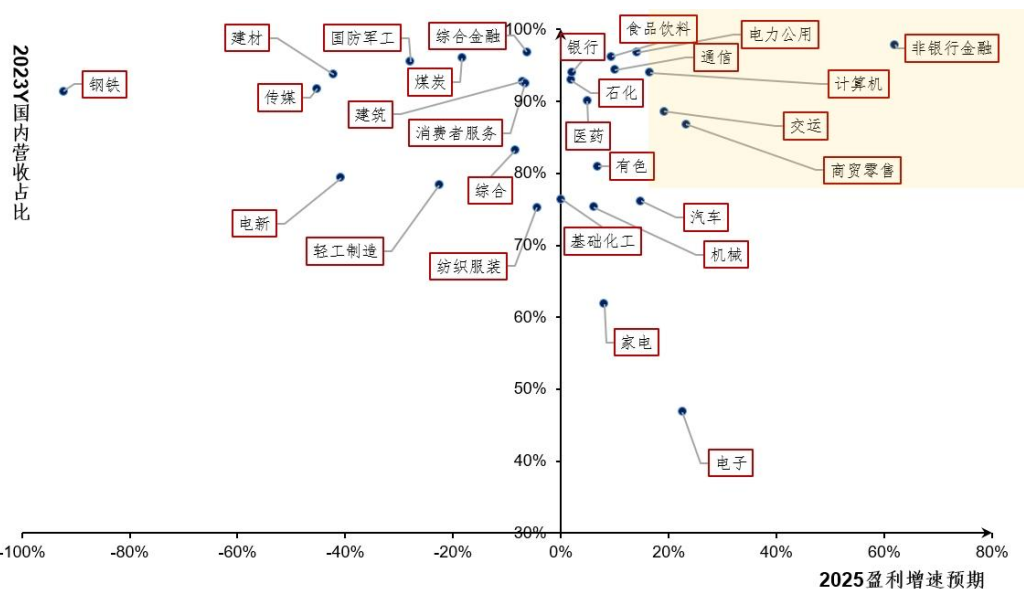 2023Y国内营收占比
100%
90%
80%
70%
60%
50%
40%
30%
建材
国防军工
综合金融
银行
食品饮料
电力公用
非银行金融
钢铁
传媒
煤炭
通信
计算机
建筑
石化
消费者服务
医药
交运
综合
有色
商贸零售
电新
轻工制造
纺织服装
基础化工
汽车
机械
家电
电子
-100%
-80%
-60%
-40%
-20%
0%
20%
40%
60%
80%
2025盈利增速预期